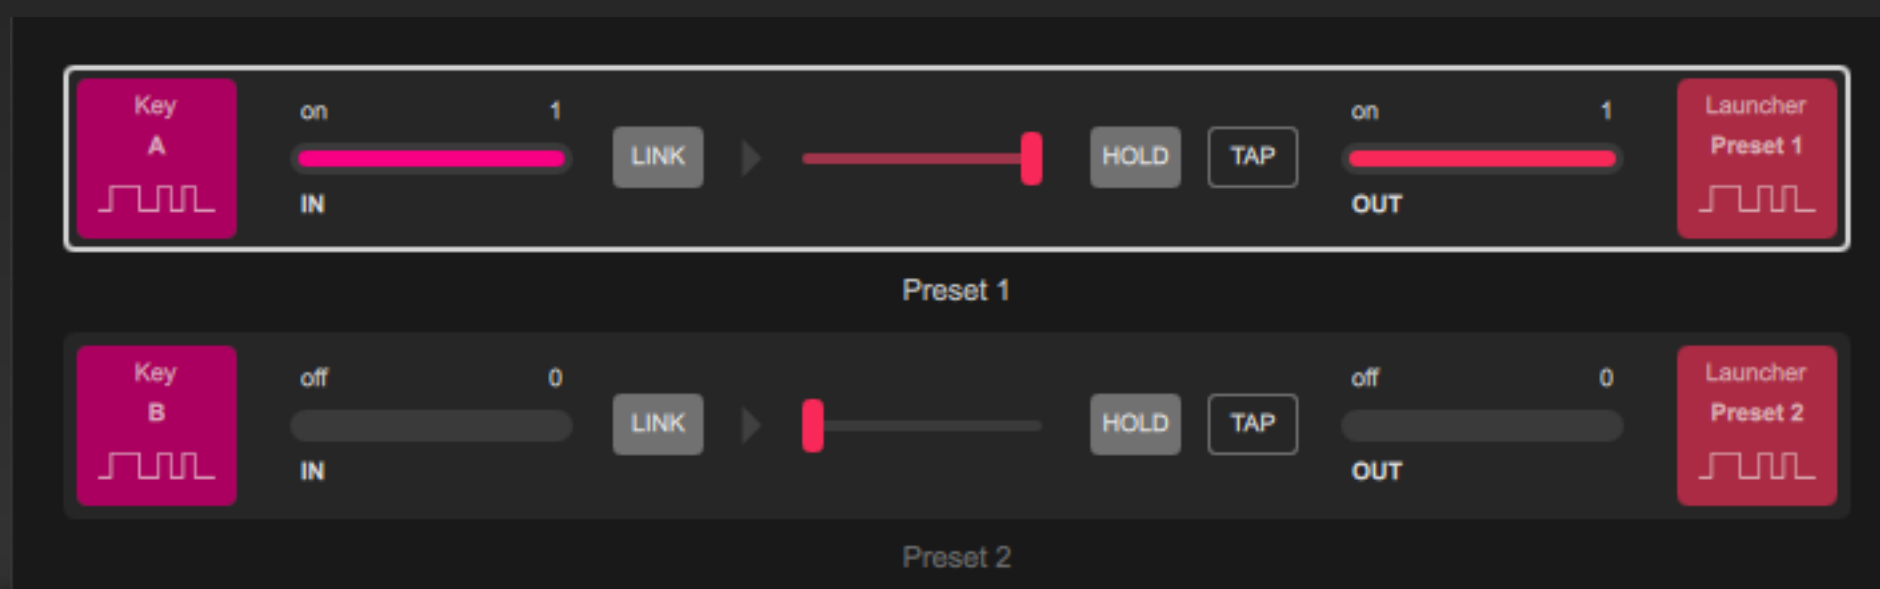 Key
A
on 1
IN
LINK
HOLD
TAP
on 1
OUT
Launcher
Preset 1
Preset 1
Key
B
off 0
IN
LINK
HOLD
TAP
off 0
OUT
Launcher
Preset 2
Preset 2